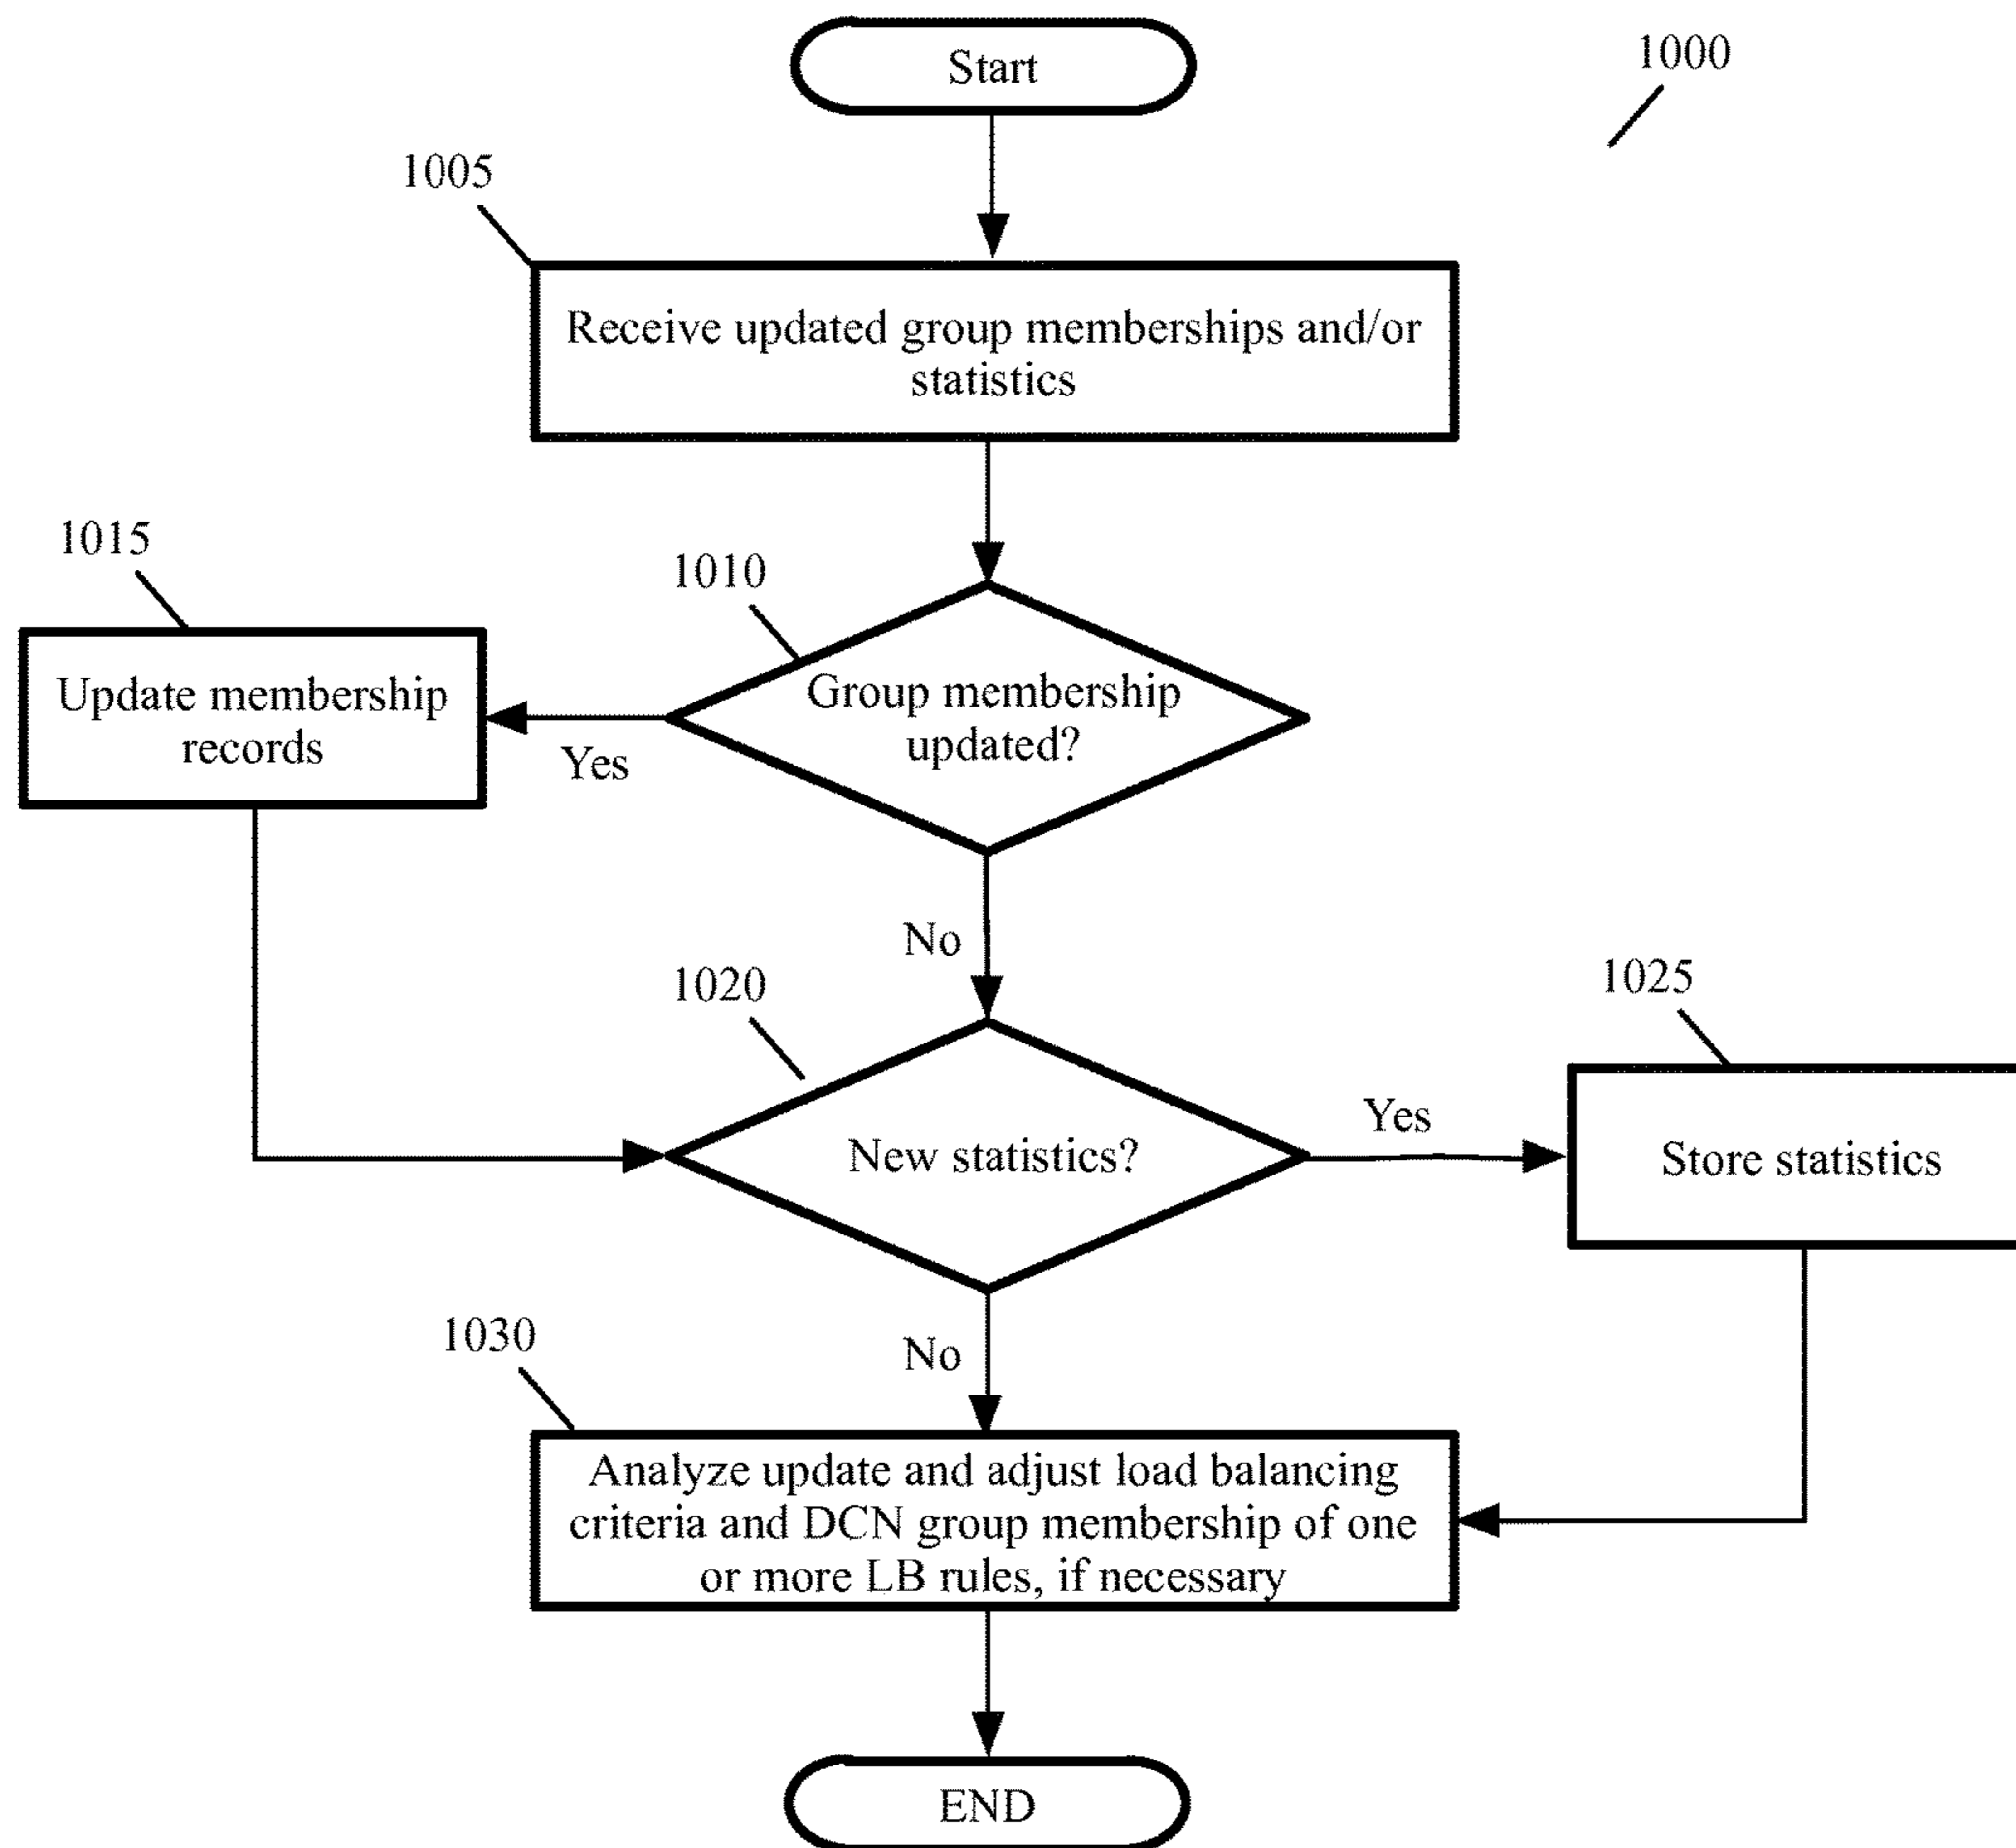 Start
1000
1005
Receive updated group memberships and/or
statistics
1015
1010
Update membership
records
Group membership
updated?
Yes
No
1020
1025
New statistics?
Yes
Store statistics
1030
No
Analyze update and adjust load balancing
criteria and DCN group membership of one
or more LB rules, if necessary
END